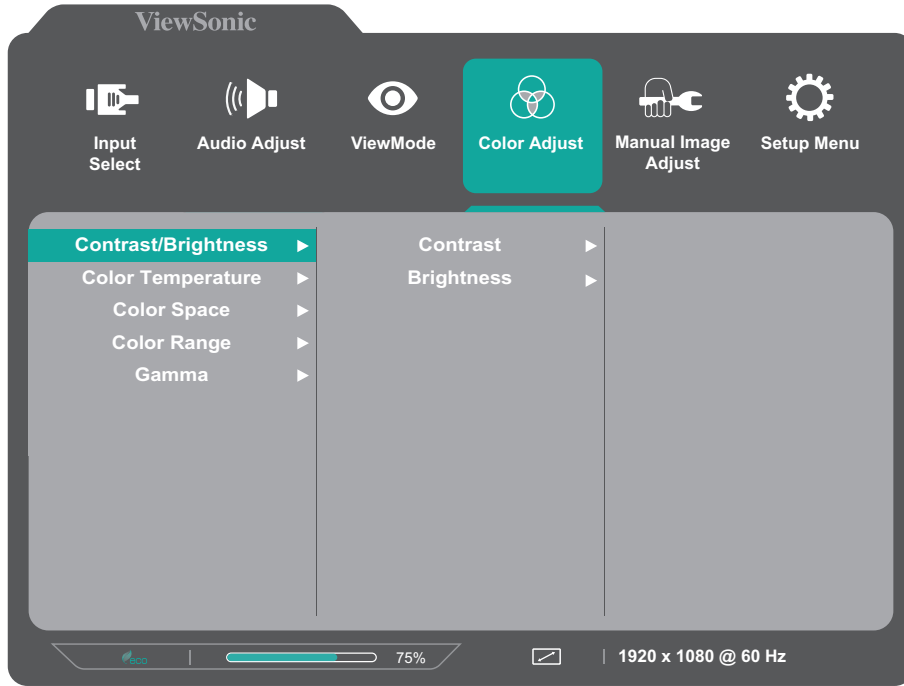 ViewSonic
Input
Select
Audio Adjust
ViewMode
Color Adjust
Manual Image
Adjust
Setup Menu
Contrast/Brightness
Color Temperature
Color Space
Color Range
Gamma
Contrast
Brightness
eco
75%
1920 x 1080 @ 60 Hz